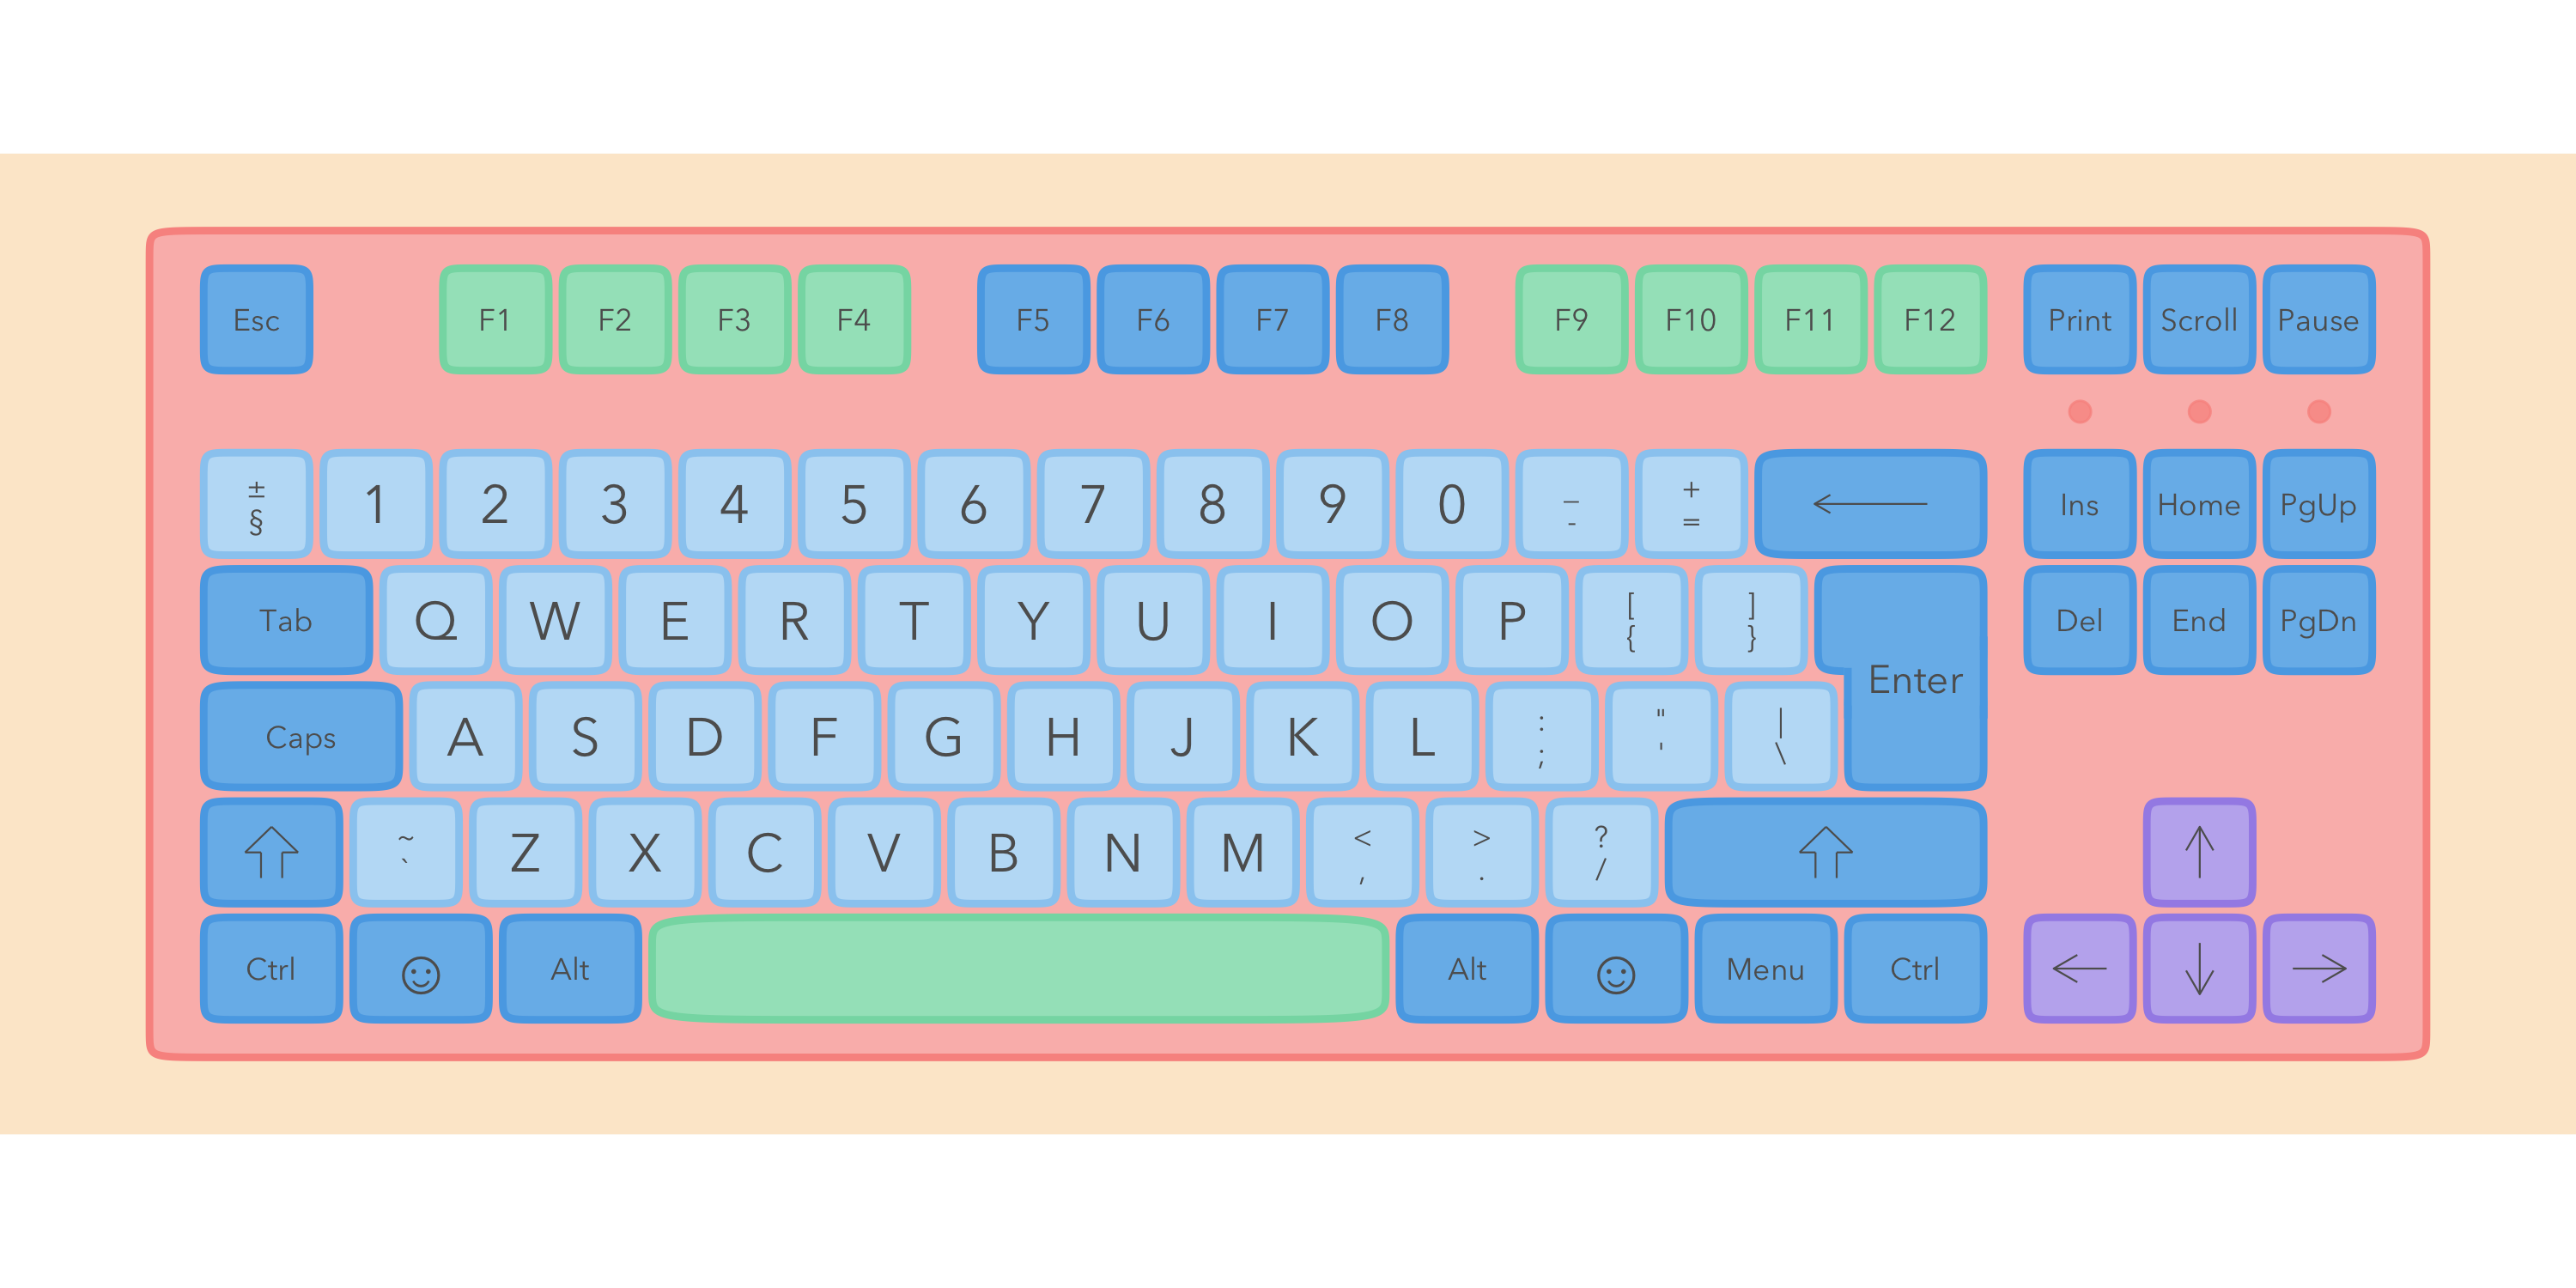 Esc F1 F2 F3 F4 F5 F6 F7 F8 F9 F10 F11 F12 Print Scroll Pause
± § 1 2 3 4 5 6 7 8 9 0 _ - + = ← Ins Home PgUp
Tab Q W E R T Y U I O P [ { ] } Enter Del End PgDn
Caps A S D F G H J K L : ; " ' | \
⇧ ~ ` Z X C V B N M < , > . ? / ⇧ ↑
Ctrl ☺ Alt Alt ☺ Menu Ctrl ← ↓ →